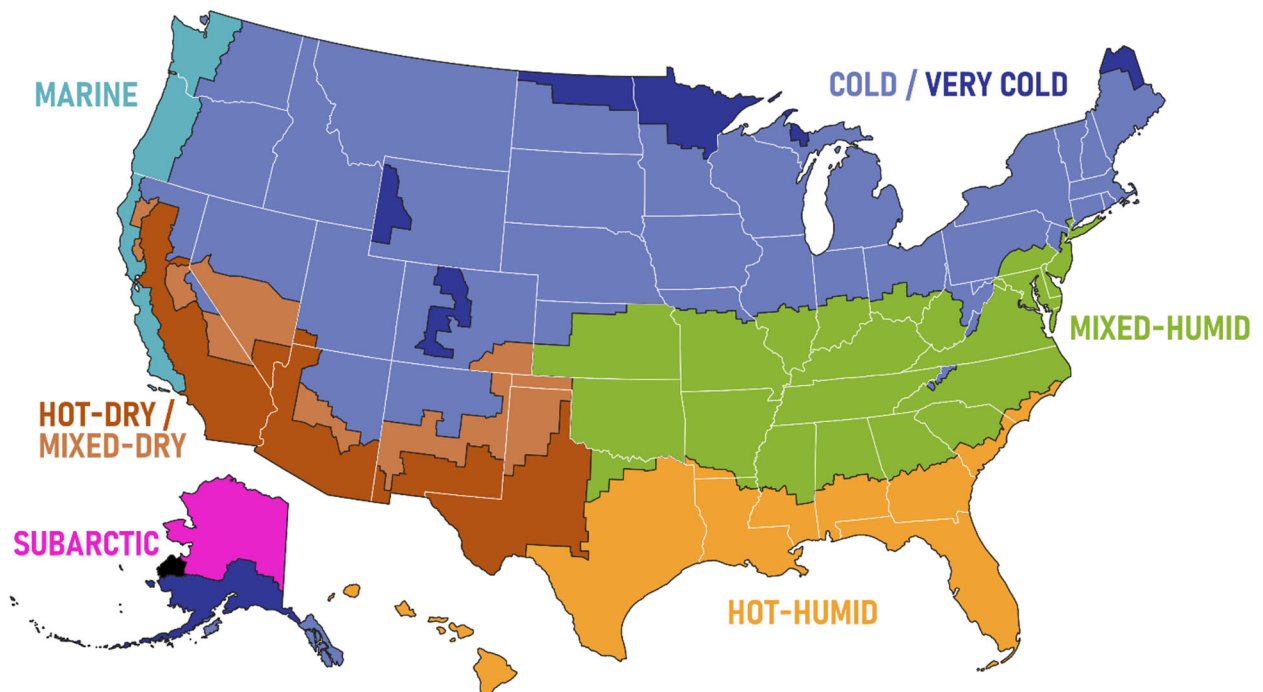 MARINE
COLD / VERY COLD
MIXED-HUMID
HOT-DRY /
MIXED-DRY
SUBARCTIC
HOT-HUMID